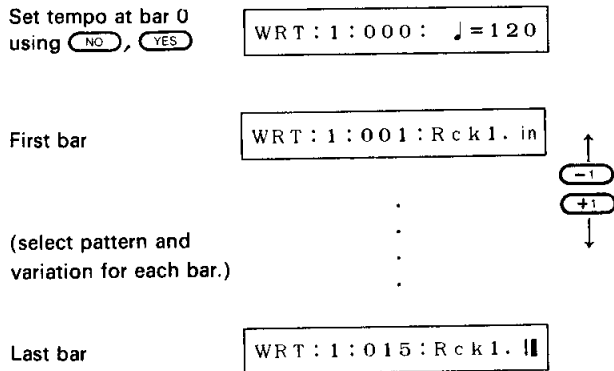 Set tempo at bar 0
using NO, YES
WRT:1:000: ♩=120
First bar
WRT:1:001:Rck1. in
-1
+1
(select pattern and
variation for each bar.)
Last bar
WRT:1:015:Rck1.